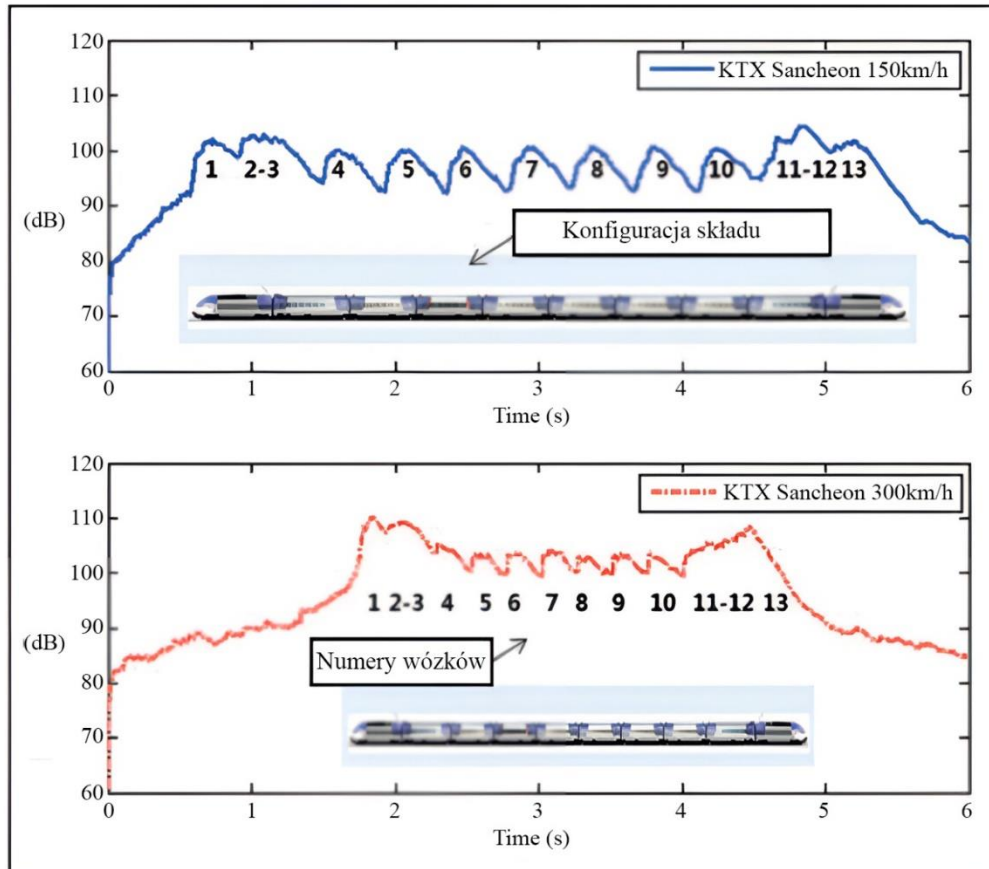 120
KTX Sancheon 150km/h
100
1 2-3 4 5 6 7 8 9 10 11-12 13
90
(dB)
Konfiguracja składu
80
70
60
0 1 2 3 4 5 6
Time (s)
120
KTX Sancheon 300km/h
110
100
1 2-3 4 5 6 7 8 9 10 11-12 13
90
(dB)
Numery wózków
80
70
60
0 1 2 3 4 5 6
Time (s)